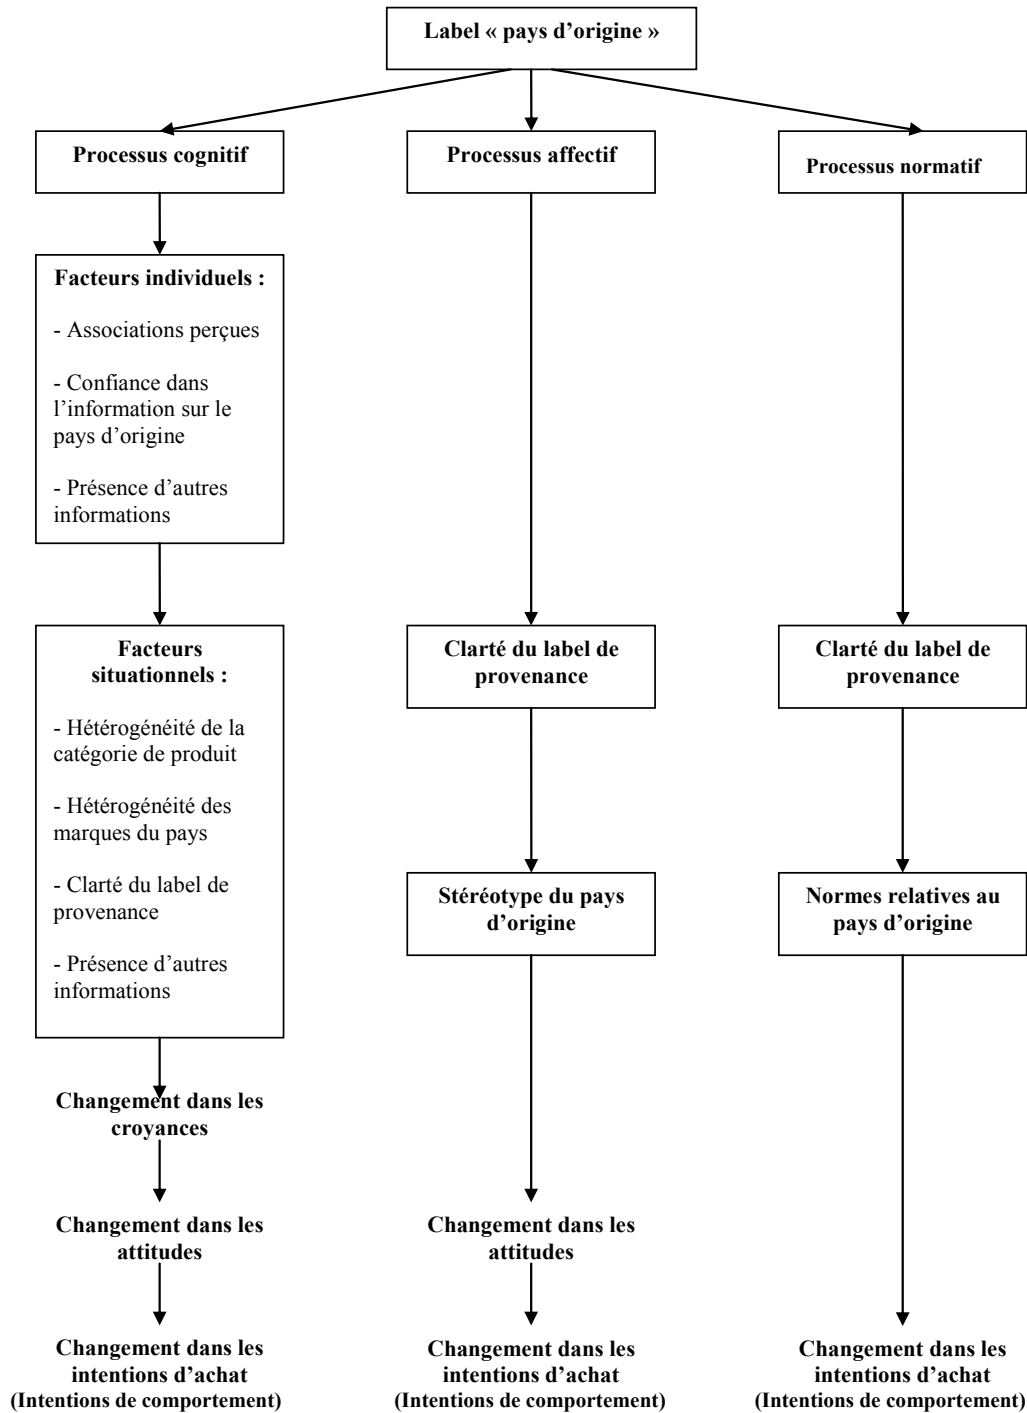 Label « pays d’origine »
Processus cognitif
Processus affectif
Processus normatif
Facteurs individuels :
- Associations perçues
- Confiance dans
l’information sur le
pays d’origine
- Présence d’autres
informations
Facteurs
situationnels :
- Hétérogénéité de la
catégorie de produit
- Hétérogénéité des
marques du pays
- Clarté du label de
provenance
- Présence d’autres
informations
Changement dans les
croyances
Changement dans les
attitudes
Changement dans les
intentions d’achat
(Intentions de comportement)
Clarté du label de
provenance
Stéréotype du pays
d’origine
Changement dans les
attitudes
Changement dans les
intentions d’achat
(Intentions de comportement)
Clarté du label de
provenance
Normes relatives au
pays d’origine
Changement dans les
intentions d’achat
(Intentions de comportement)